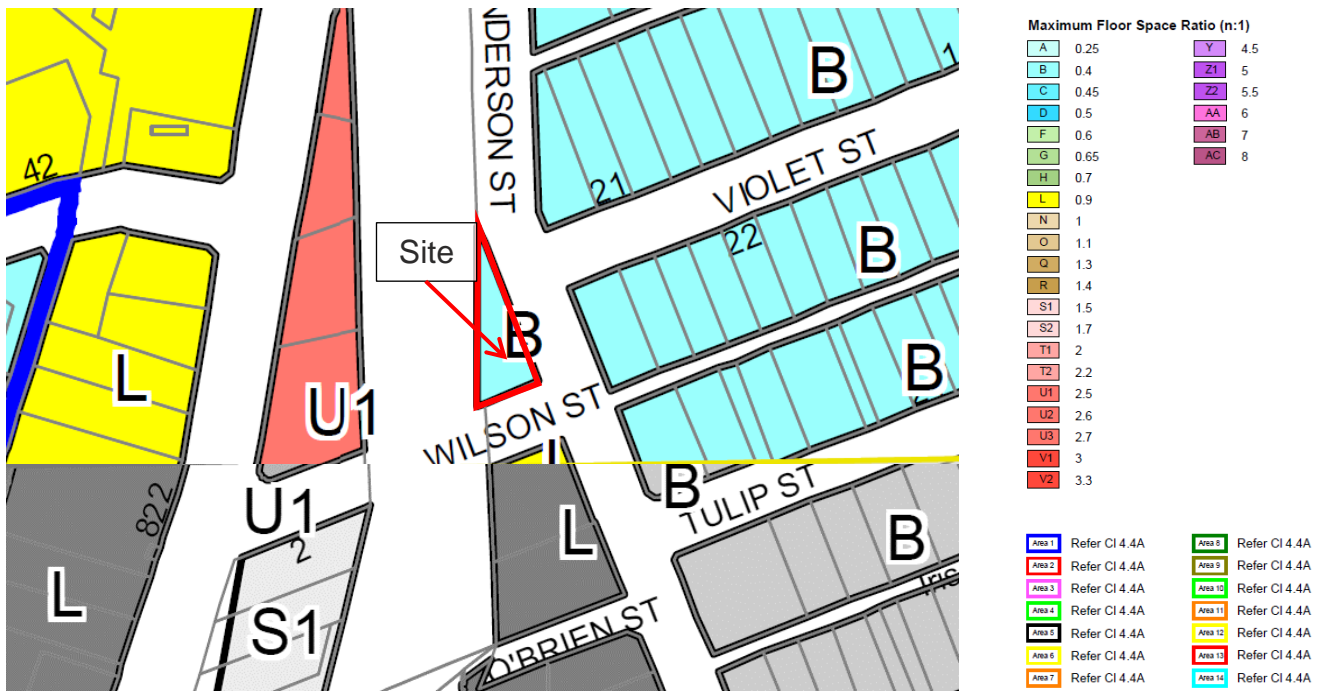 NDERSON ST
B
1
42
21
VIOLET ST
Site
22
B
B
B
L
U1
WILSON ST
B
TULIP ST
822
U1
L
B
2
L
S1
O'BRIEN ST
Iris
Maximum Floor Space Ratio (n:1)
A 0.25
B 0.4
C 0.45
D 0.5
F 0.6
G 0.65
H 0.7
L 0.9
N 1
O 1.1
Q 1.3
R 1.4
S1 1.5
S2 1.7
T1 2
T2 2.2
U1 2.5
U2 2.6
U3 2.7
V1 3
V2 3.3
Y 4.5
Z1 5
Z2 5.5
AA 6
AB 7
AC 8
Area 1 Refer Cl 4.4A
Area 2 Refer Cl 4.4A
Area 3 Refer Cl 4.4A
Area 4 Refer Cl 4.4A
Area 5 Refer Cl 4.4A
Area 6 Refer Cl 4.4A
Area 7 Refer Cl 4.4A
Area 8 Refer Cl 4.4A
Area 9 Refer Cl 4.4A
Area 10 Refer Cl 4.4A
Area 11 Refer Cl 4.4A
Area 12 Refer Cl 4.4A
Area 13 Refer Cl 4.4A
Area 14 Refer Cl 4.4A